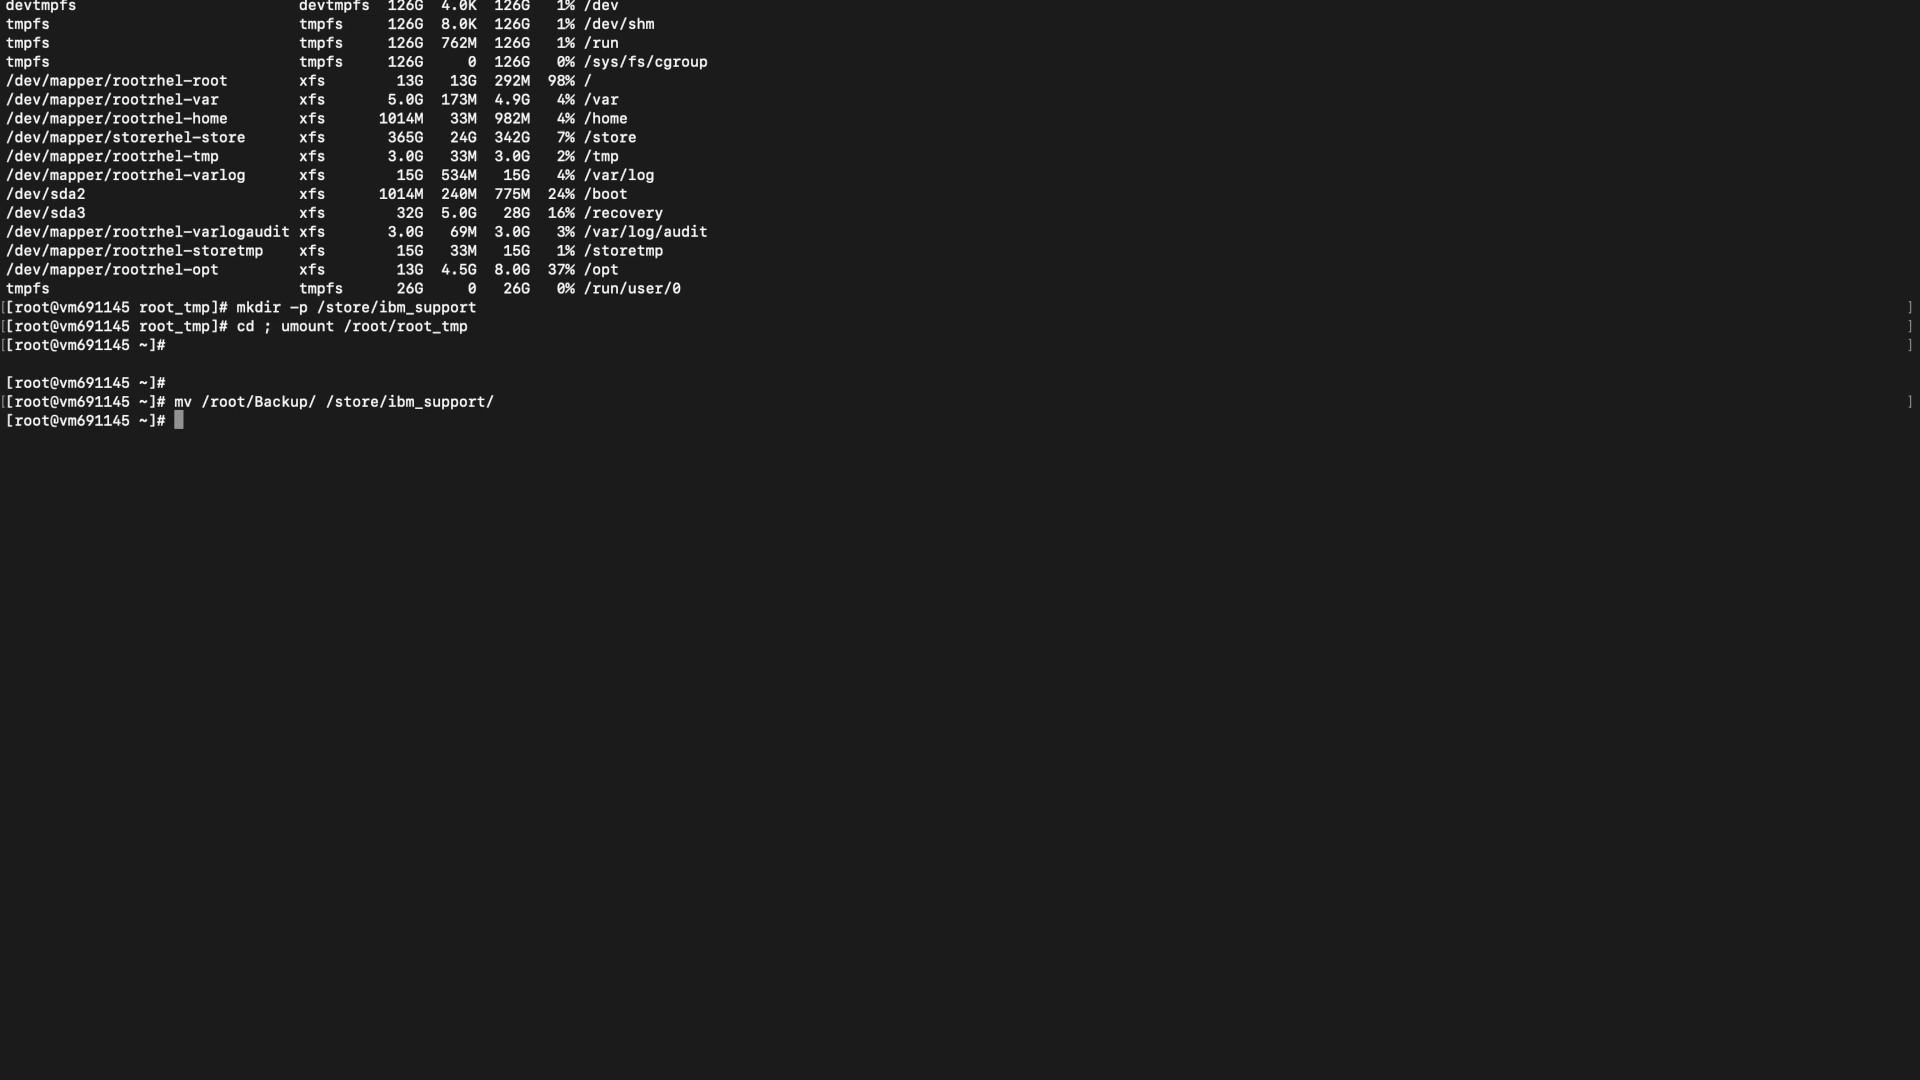 devtmpfs                         devtmpfs  126G  4.0K  126G   1% /dev
tmpfs                            tmpfs     126G  8.0K  126G   1% /dev/shm
tmpfs                            tmpfs     126G  762M  126G   1% /run
tmpfs                            tmpfs     126G     0  126G   0% /sys/fs/cgroup
/dev/mapper/rootrhel-root        xfs        13G   13G  292M  98% /
/dev/mapper/rootrhel-var         xfs       5.0G  173M  4.9G   4% /var
/dev/mapper/rootrhel-home        xfs      1014M   33M  982M   4% /home
/dev/mapper/storerhel-store      xfs       365G   24G  342G   7% /store
/dev/mapper/rootrhel-tmp         xfs       3.0G   33M  3.0G   2% /tmp
/dev/mapper/rootrhel-varlog      xfs        15G  534M   15G   4% /var/log
/dev/sda2                        xfs      1014M  240M  775M  24% /boot
/dev/sda3                        xfs        32G  5.0G   28G  16% /recovery
/dev/mapper/rootrhel-varlogaudit xfs       3.0G   69M  3.0G   3% /var/log/audit
/dev/mapper/rootrhel-storetmp    xfs        15G   33M   15G   1% /storetmp
/dev/mapper/rootrhel-opt         xfs        13G  4.5G  8.0G  37% /opt
tmpfs                            tmpfs      26G     0   26G   0% /run/user/0
[[root@vm691145 root_tmp]# mkdir -p /store/ibm_support ]
[[root@vm691145 root_tmp]# cd ; umount /root/root_tmp ]
[[root@vm691145 ~]# ]
[root@vm691145 ~]#
[[root@vm691145 ~]# mv /root/Backup/ /store/ibm_support/ ]
[root@vm691145 ~]#